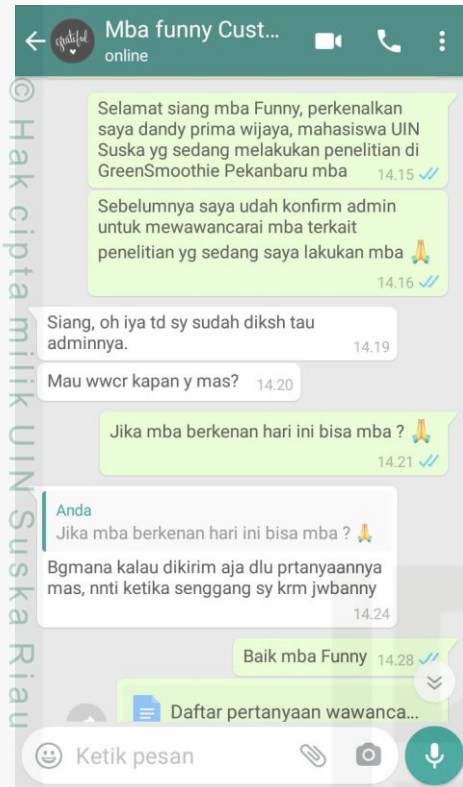 grateful
Mba funny Cust...
online
Selamat siang mba Funny, perkenalkan
saya dandy prima wijaya, mahasiswa UIN
Suska yg sedang melakukan penelitian di
GreenSmoothie Pekanbaru mba 14.15
Sebelumnya saya udah konfirm admin
untuk mewawancarai mba terkait
penelitian yg sedang saya lakukan mba 🙏
14.16
Siang, oh iya td sy sudah diksh tau
adminnya. 14.19
Mau wwcr kapan y mas? 14.20
Jika mba berkenan hari ini bisa mba ? 🙏
14.21
Anda
Jika mba berkenan hari ini bisa mba ? 🙏
Bgmana kalau dikirim aja dlu prtanyaannya
mas, nnti ketika senggang sy krm jwbanny
14.24
Baik mba Funny 14.28
Daftar pertanyaan wawanca...
Ketik pesan
© Hak cipta milik UIN Suska Riau